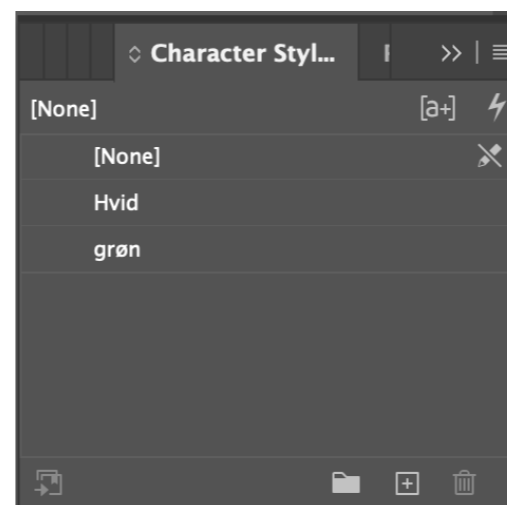 Character Styl...
[None]
[a+]
[None]
Hvid
grøn